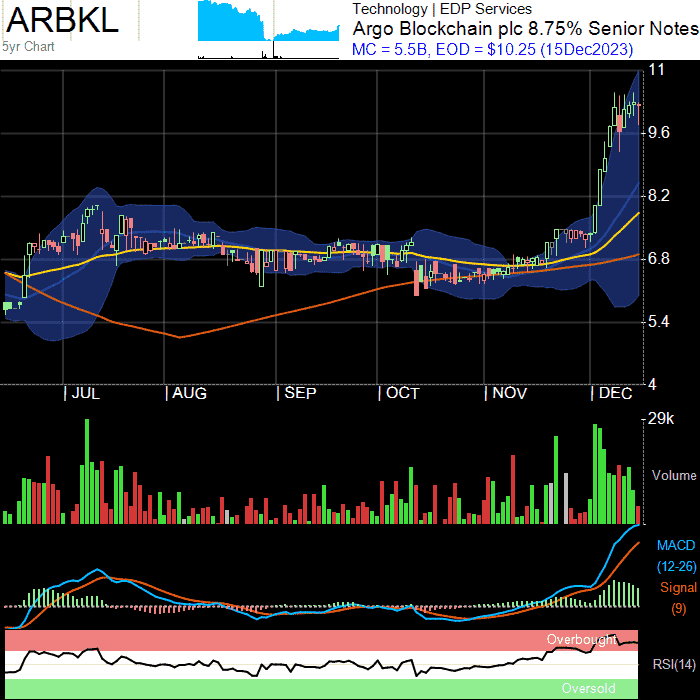 ARBKL
5yr Chart
Technology | EDP Services
Argo Blockchain plc 8.75% Senior Notes
MC = 5.5B, EOD = $10.25 (15Dec2023)
11
9.6
8.2
6.8
5.4
4
JUL
AUG
SEP
OCT
NOV
DEC
29k
Volume
MACD
(12-26)
Signal
(9)
Overbought
RSI(14)
Oversold